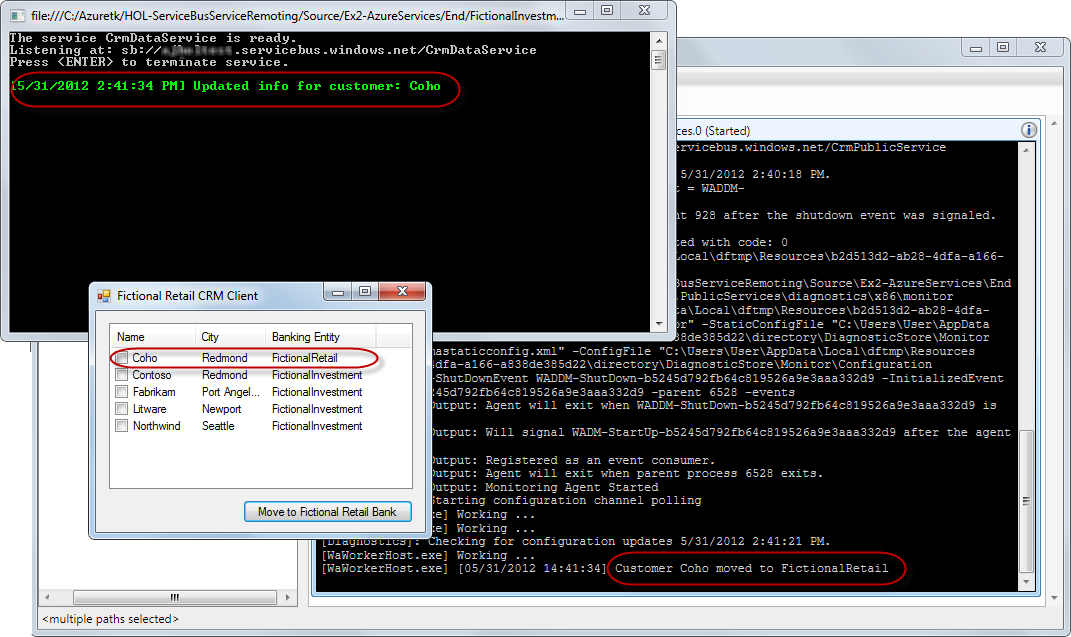 file:///C:/Azuretk/HOL-ServiceBusServiceRemoting/Source/Ex2-AzureServices/End/FictionalInvestm...
The service CrmDataService is ready.
Listening at: sb:// .servicebus.windows.net/CrmDataService
Press <ENTER> to terminate service.
[5/31/2012 2:41:34 PM] Updated info for customer: Coho
ces.0 (Started)
ervicebus.windows.net/CrmPublicService
5/31/2012 2:40:18 PM.
t = WADDM-
nt 928 after the shutdown event was signaled.
ted with code: 0
Local\dftmp\Resources\b2d513d2-ab28-4dfa-a166-
BusServiceRemoting\Source\Ex2-AzureServices\End
.PublicServices\diagnostics\x86\monitor
ta\Local\dftmp\Resources\b2d513d2-ab28-4dfa-a166-
or" -StaticConfigFile "C:\Users\User\AppData
38de385d22\directory\DiagnosticStore\Monitor
mastaticconfig.xml" -ConfigFile "C:\Users\User\AppData\Local\dftmp\Resources
4dfa-a166-a838de385d22\directory\DiagnosticStore\Monitor\Configuration
-ShutDownEvent WADDM-ShutDown-b5245d792fb64c819526a9e3aaa332d9 -InitializedEvent
245d792fb64c819526a9e3aaa332d9 -parent 6528 -events
Output: Agent will exit when WADDM-ShutDown-b5245d792fb64c819526a9e3aaa332d9 is
Output: Will signal WADM-StartUp-b5245d792fb64c819526a9e3aaa332d9 after the agent
Output: Registered as an event consumer.
Output: Agent will exit when parent process 6528 exits.
Output: Monitoring Agent Started
Starting configuration channel polling
xe] Working ...
xe] Working ...
[Diagnostics]: Checking for configuration updates 5/31/2012 2:41:21 PM.
[WaWorkerHost.exe] Working ...
[WaWorkerHost.exe] [05/31/2012 14:41:34] Customer Coho moved to FictionalRetail
Fictional Retail CRM Client
Name City Banking Entity
Coho Redmond FictionalRetail
Contoso Redmond FictionalInvestment
Fabrikam Port Angel... FictionalInvestment
Litware Newport FictionalInvestment
Northwind Seattle FictionalInvestment
Move to Fictional Retail Bank
<multiple paths selected>